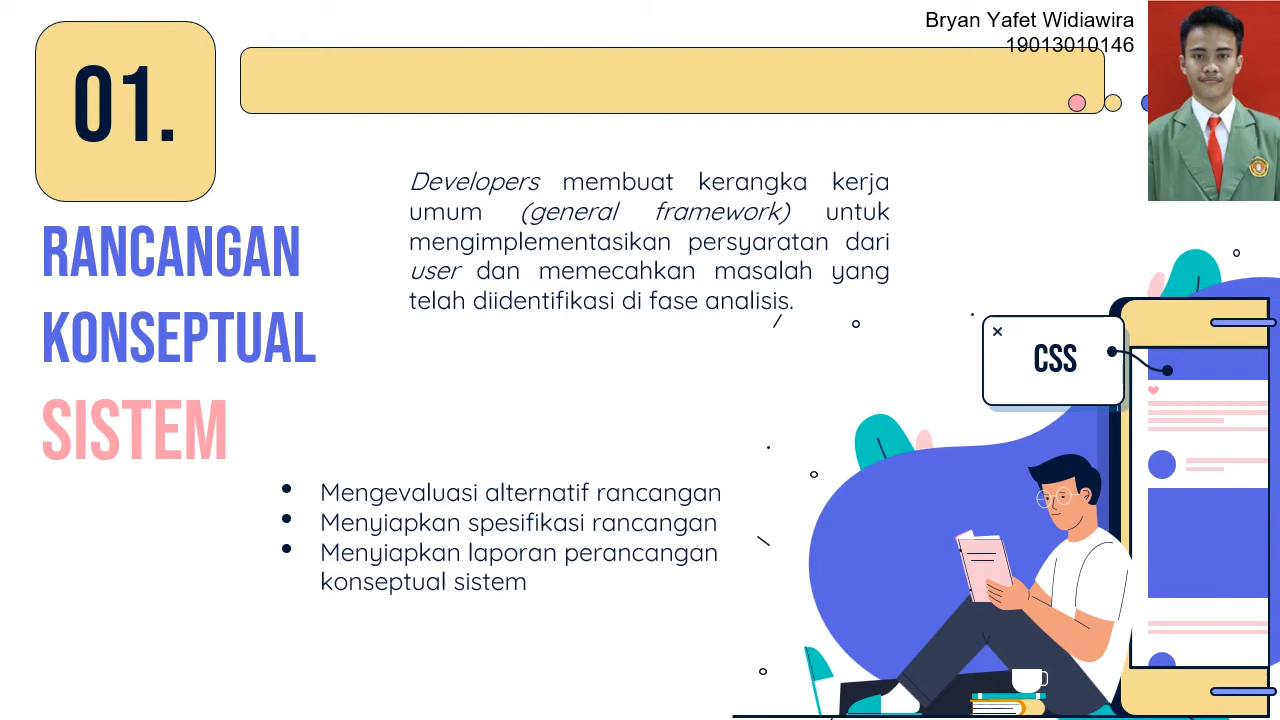 Bryan Yafet Widiawira
19013010146
01.
RANCANGAN
KONSEPTUAL
SISTEM
Developers membuat kerangka kerja
umum (general framework) untuk
mengimplementasikan persyaratan dari
user dan memecahkan masalah yang
telah diidentifikasi di fase analisis.
CSS
• Mengevaluasi alternatif rancangan
• Menyiapkan spesifikasi rancangan
• Menyiapkan laporan perancangan
konseptual sistem